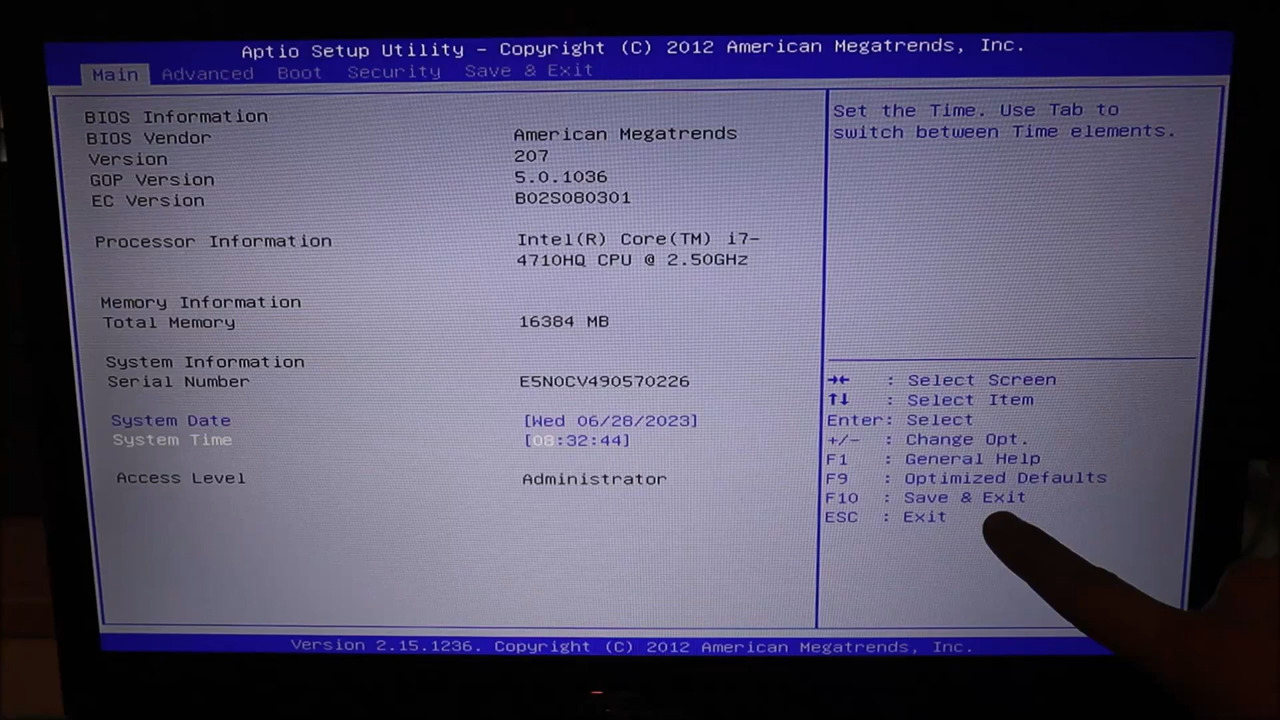 Aptio Setup Utility - Copyright (C) 2012 American Megatrends, Inc.
Main Advanced Boot Security Save & Exit
BIOS Information
BIOS Vendor American Megatrends
Version 207
GOP Version 5.0.1036
EC Version B02S080301
Processor Information Intel(R) Core(TM) i7-
4710HQ CPU @ 2.50GHz
Memory Information
Total Memory 16384 MB
System Information
Serial Number E5N0CV490570226
System Date [Wed 06/28/2023]
System Time [08:32:44]
Access Level Administrator
Set the Time. Use Tab to
switch between Time elements.
→← : Select Screen
↑↓ : Select Item
Enter: Select
+/- : Change Opt.
F1 : General Help
F9 : Optimized Defaults
F10 : Save & Exit
ESC : Exit
Version 2.15.1236. Copyright (C) 2012 American Megatrends, Inc.